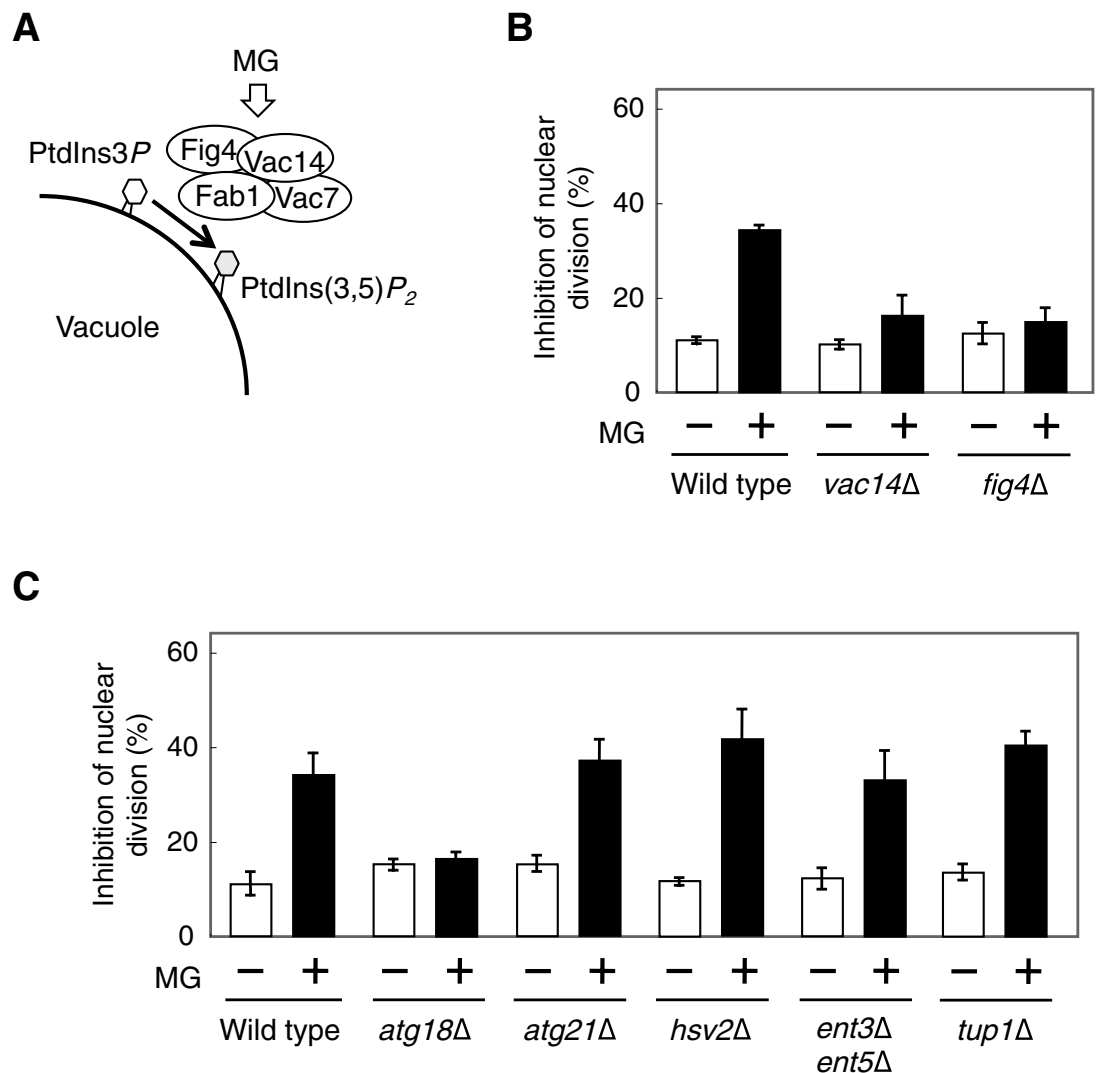 A
MG
PtdIns3P
Fig4
Vac14
Fab1
Vac7
PtdIns(3,5)P2
Vacuole
B
Inhibition of nuclear
division (%)
60
40
20
0
MG
− + − + − +
Wild type vac14Δ fig4Δ
C
Inhibition of nuclear
division (%)
60
40
20
0
MG
− + − + − + − + − + − +
Wild type atg18Δ atg21Δ hsv2Δ ent3Δ tup1Δ
ent5Δ